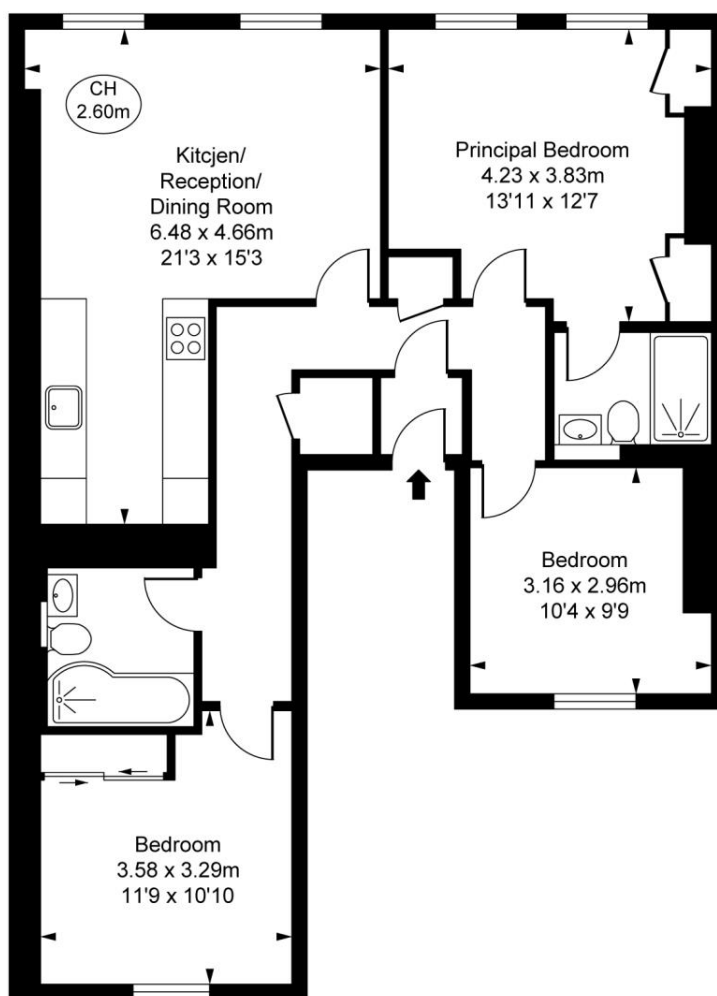 CH
2.60m
Kitcjen/
Reception/
Dining Room
6.48 x 4.66m
21'3 x 15'3
Principal Bedroom
4.23 x 3.83m
13'11 x 12'7
Bedroom
3.16 x 2.96m
10'4 x 9'9
Bedroom
3.58 x 3.29m
11'9 x 10'10